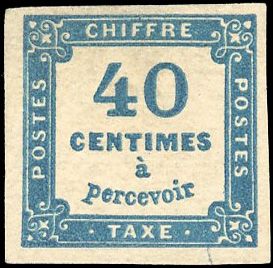 CHIFFRE
POSTES
40
CENTIMES
à
percevoir
POSTES
· TAXE ·